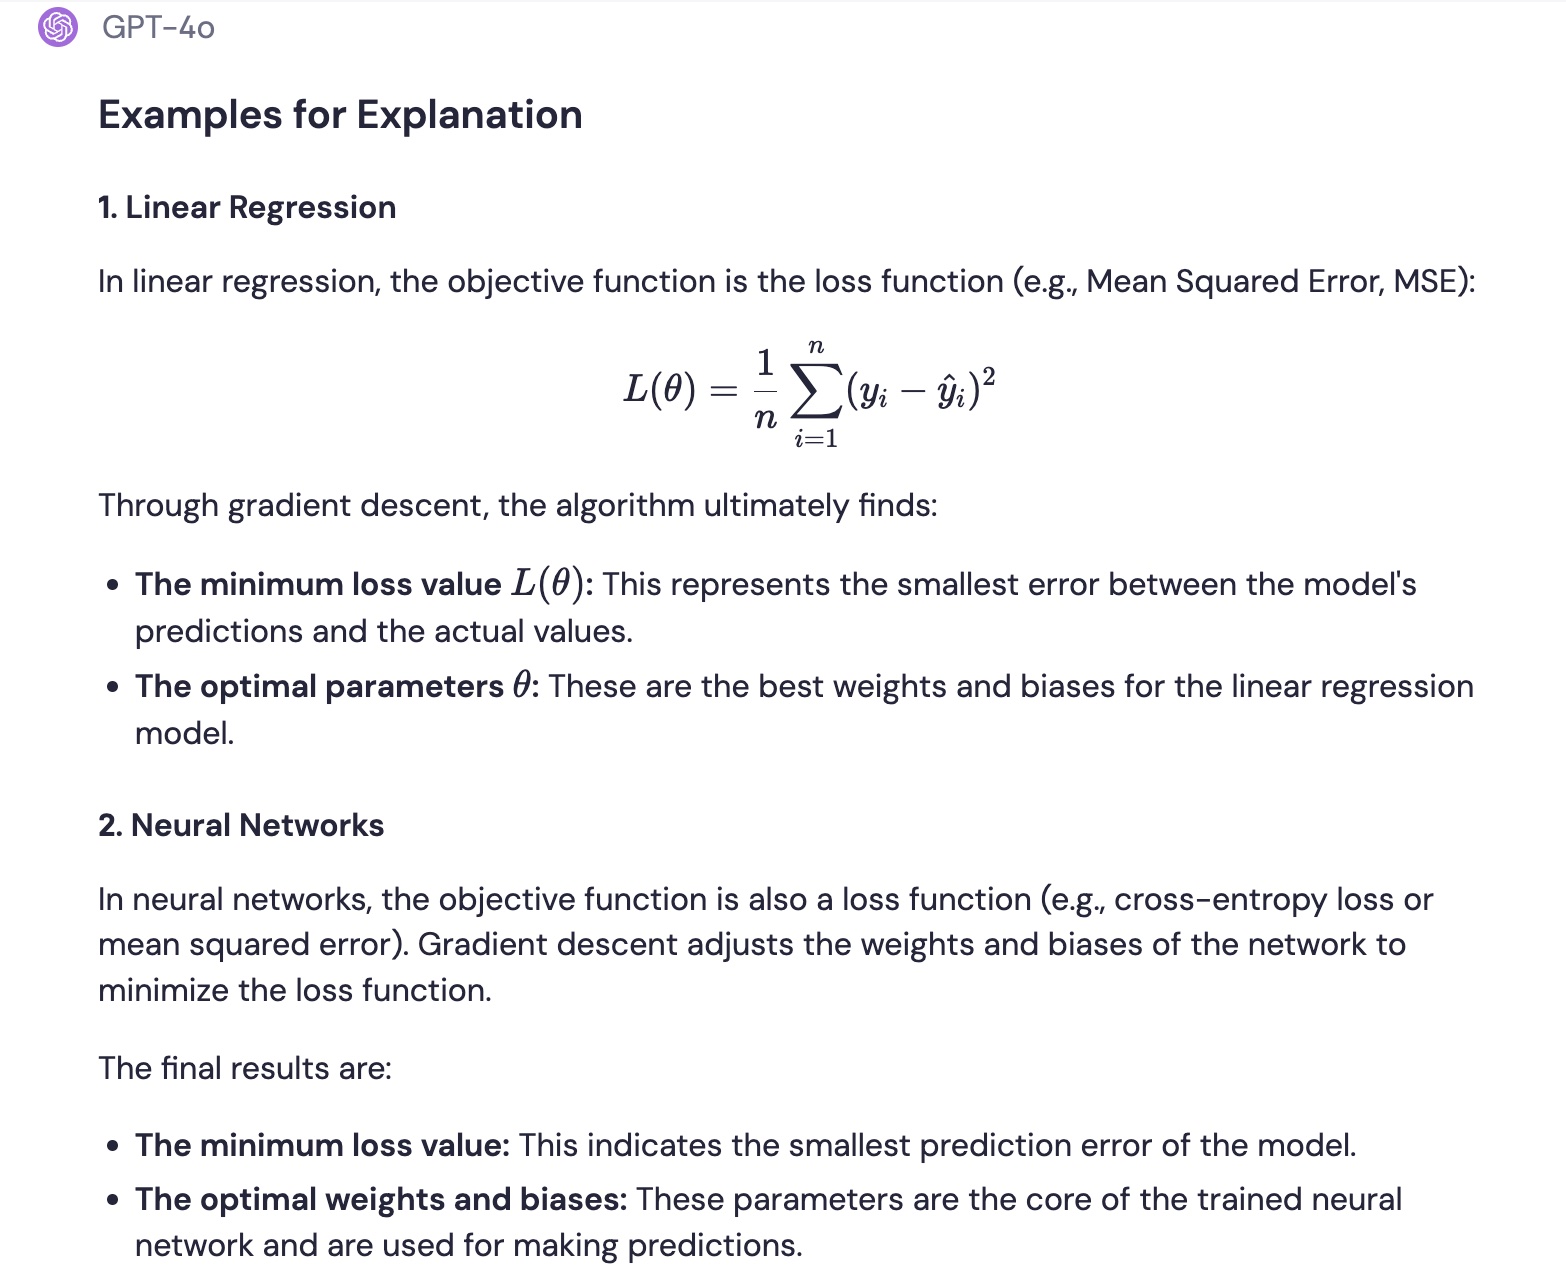 GPT-4o
Examples for Explanation
1. Linear Regression
In linear regression, the objective function is the loss function (e.g., Mean Squared Error, MSE):
L(θ) = \frac{1}{n} \sum_{i=1}^{n} (y_i − ŷ_i)^2
Through gradient descent, the algorithm ultimately finds:
• The minimum loss value L(θ): This represents the smallest error between the model's
predictions and the actual values.
• The optimal parameters θ: These are the best weights and biases for the linear regression
model.
2. Neural Networks
In neural networks, the objective function is also a loss function (e.g., cross-entropy loss or
mean squared error). Gradient descent adjusts the weights and biases of the network to
minimize the loss function.
The final results are:
• The minimum loss value: This indicates the smallest prediction error of the model.
• The optimal weights and biases: These parameters are the core of the trained neural
network and are used for making predictions.